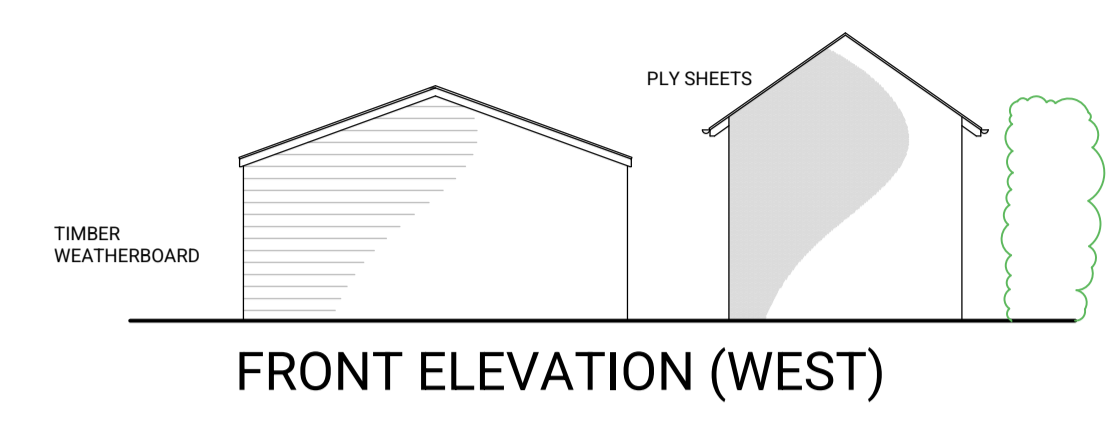 PLY SHEETS
TIMBER
WEATHERBOARD
FRONT ELEVATION (WEST)